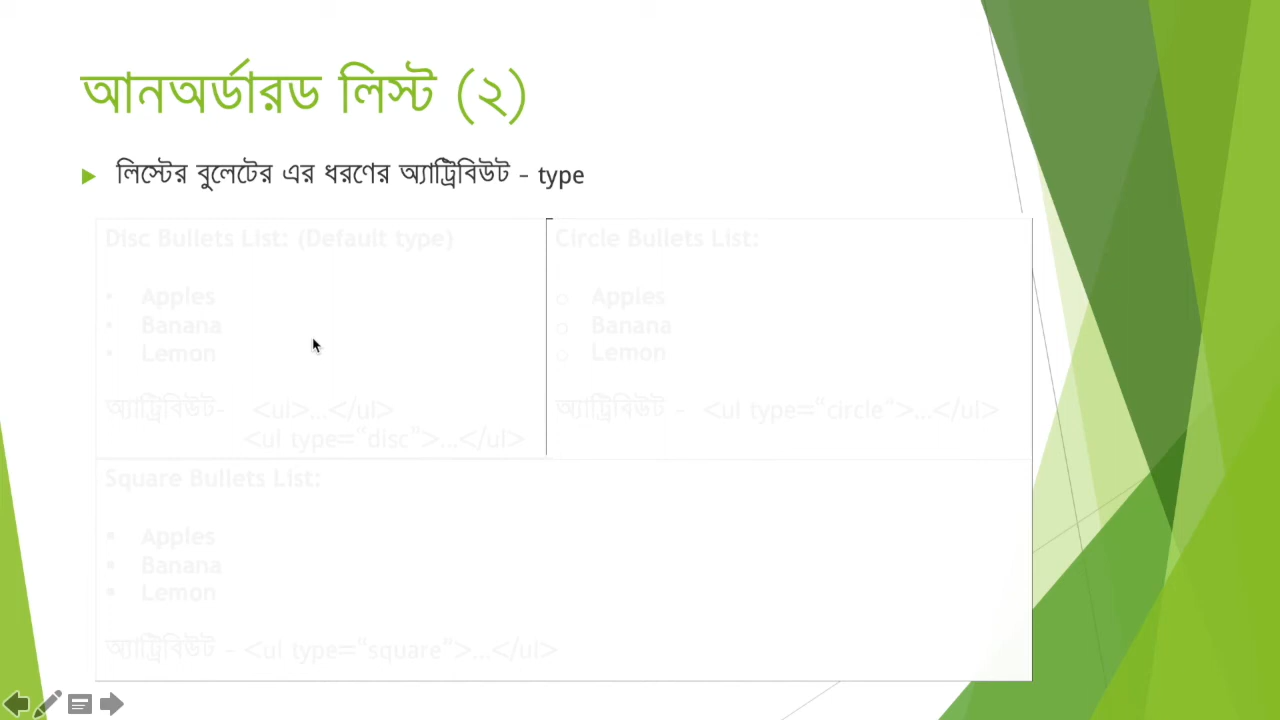 আনঅর্ডারড লিস্ট (২)
লিস্টের বুলেটের এর ধরণের অ্যাট্রিবিউট - type
Disc Bullets List: (Default type)
• Apples
• Banana
• Lemon
অ্যাট্রিবিউট- <ul>...</ul>
<ul type="disc">...</ul>
Circle Bullets List:
o Apples
o Banana
o Lemon
অ্যাট্রিবিউট - <ul type="circle">...</ul>
Square Bullets List:
▪ Apples
▪ Banana
▪ Lemon
অ্যাট্রিবিউট - <ul type="square">...</ul>